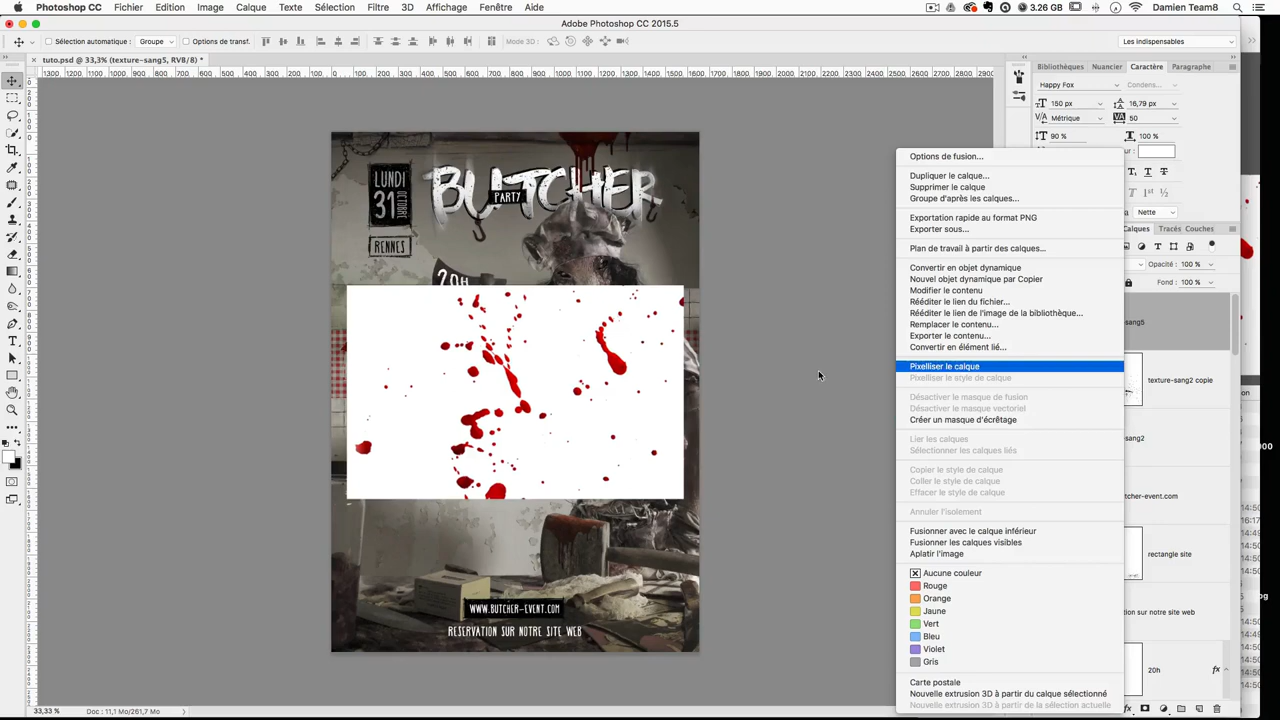 Photoshop CC Fichier Edition Image Calque Texte Sélection Filtre 3D Affichage Fenêtre Aide 3.26 GB Damien Team8
Adobe Photoshop CC 2015.5
Sélection automatique : Groupe Options de transf. Mode 3D : Les indispensables
tuto.psd @ 33,3% (texture-sang5, RVB/8) *
Bibliothèques Nuancier Caractère Paragraphe
Happy Fox Condens...
150 px 16,79 px
Métrique 50
90 % 100 %
Nette
Calques Tracés Couches
Opacité : 100 %
Fond : 100 %
Options de fusion...
Dupliquer le calque...
Supprimer le calque
Groupe d'après les calques...
Exportation rapide au format PNG
Exporter sous...
Plan de travail à partir des calques...
Convertir en objet dynamique
Nouvel objet dynamique par Copier
Modifier le contenu
Rééditer le lien du fichier...
Rééditer le lien de l'image de la bibliothèque...
Remplacer le contenu...
Exporter le contenu...
Convertir en élément lié...
Pixelliser le calque
Pixelliser le style de calque
Désactiver le masque de fusion
Désactiver le masque vectoriel
Créer un masque d'écrêtage
Lier les calques
Sélectionner les calques liés
Copier le style de calque
Coller le style de calque
Effacer le style de calque
Annuler l'isolement
Fusionner avec le calque inférieur
Fusionner les calques visibles
Aplatir l'image
Aucune couleur
Rouge
Orange
Jaune
Vert
Bleu
Violet
Gris
Carte postale
Nouvelle extrusion 3D à partir du calque sélectionné
Nouvelle extrusion 3D à partir de la sélection actuelle
sang5
texture-sang2 copie
sang2
tcher-event.com
rectangle site
tion sur notre site web
20h
LUNDI
31
OCTOBRE
RENNES
BUTCHER
PARTY
20H
WWW.BUTCHER-EVENT.COM
RESERVATION SUR NOTRE SITE WEB
33,33% Doc : 11,1 Mo/261,7 Mo